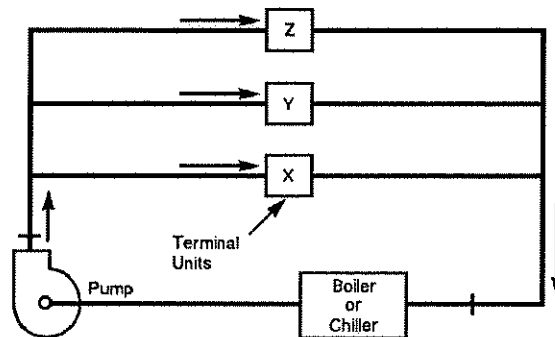 Z
Y
X
Terminal
Units
Pump
Boiler
or
Chiller